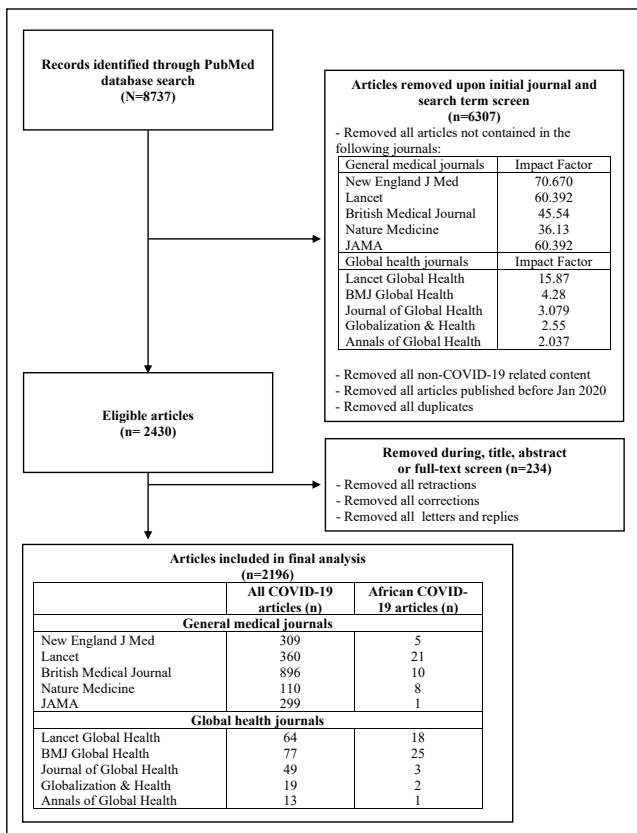 Records identified through PubMed
database search
(N=8737)
Articles removed upon initial journal and
search term screen
(n=6307)
- Removed all articles not contained in the
following journals:
General medical journals Impact Factor
New England J Med 70.670
Lancet 60.392
British Medical Journal 45.54
Nature Medicine 36.13
JAMA 60.392
Global health journals Impact Factor
Lancet Global Health 15.87
BMJ Global Health 4.28
Journal of Global Health 3.079
Globalization & Health 2.55
Annals of Global Health 2.037
- Removed all non-COVID-19 related content
- Removed all articles published before Jan 2020
- Removed all duplicates
Eligible articles
(n= 2430)
Removed during, title, abstract
or full-text screen (n=234)
- Removed all retractions
- Removed all corrections
- Removed all letters and replies
Articles included in final analysis
(n=2196)
All COVID-19 African COVID-
articles (n) 19 articles (n)
General medical journals
New England J Med 309 5
Lancet 360 21
British Medical Journal 896 10
Nature Medicine 110 8
JAMA 299 1
Global health journals
Lancet Global Health 64 18
BMJ Global Health 77 25
Journal of Global Health 49 3
Globalization & Health 19 2
Annals of Global Health 13 1